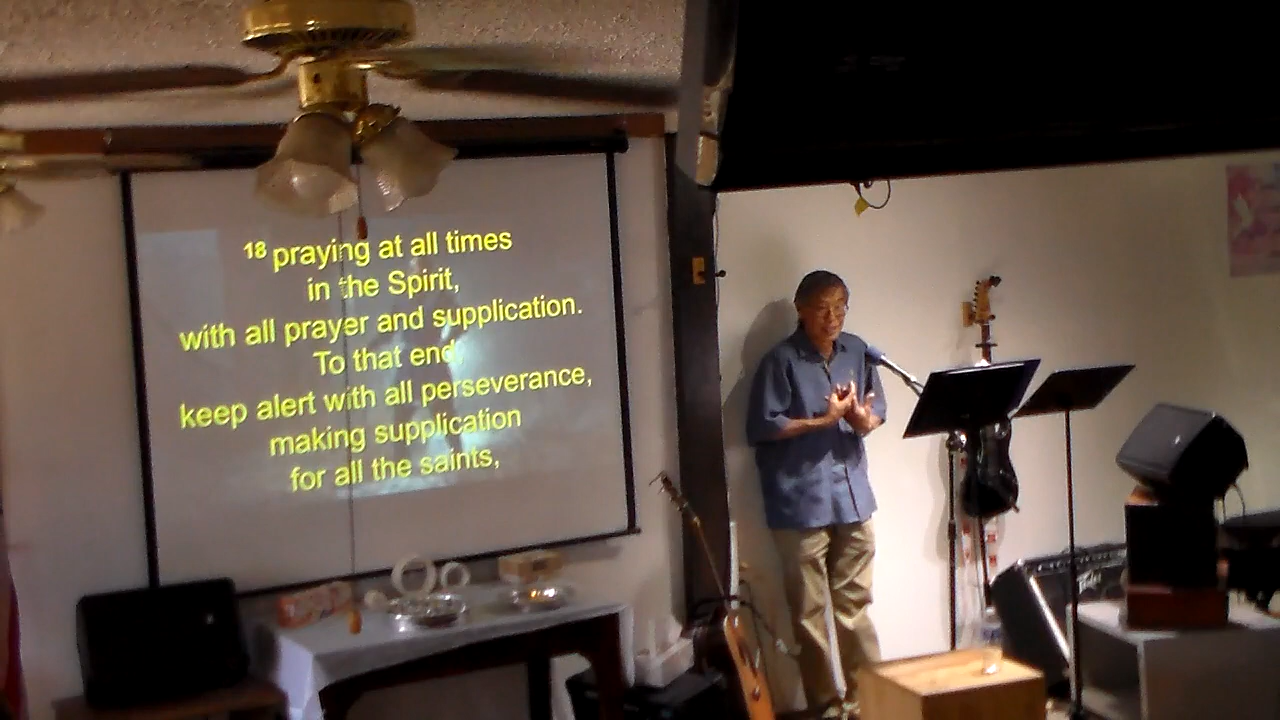 18 praying at all times
in the Spirit,
with all prayer and supplication.
To that end,
keep alert with all perseverance,
making supplication
for all the saints,
Peavey